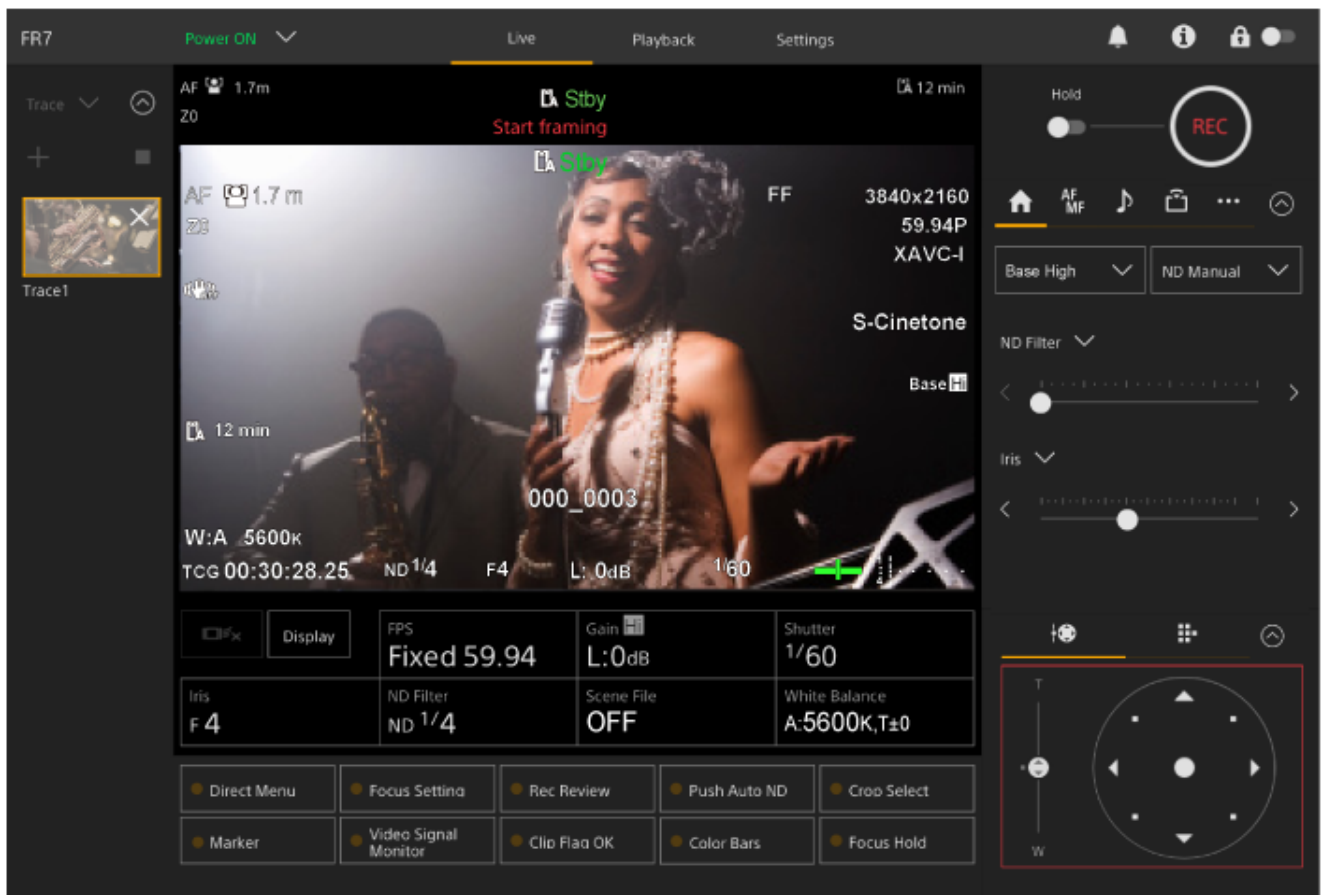 FR7
Power ON
Live
Playback
Settings
Trace
Trace1
AF 1.7m
Z0
Stby
Start framing
12 min
Stby
AF 1.7 m
Z0
FF
3840x2160
59.94P
XAVC-I
S-Cinetone
Base Hi
12 min
000_0003
W:A 5600K
TCG 00:30:28.25
ND 1/4
F4
L: 0dB
1/60
Display
FPS
Fixed 59.94
Gain Hi
L:0dB
Shutter
1/60
Iris
F 4
ND Filter
ND 1/4
Scene File
OFF
White Balance
A:5600K,T±0
Direct Menu
Focus Setting
Rec Review
Push Auto ND
Crop Select
Marker
Video Signal
Monitor
Clip Flag OK
Color Bars
Focus Hold
Hold
REC
AF
MF
Base High
ND Manual
ND Filter
Iris
T
W